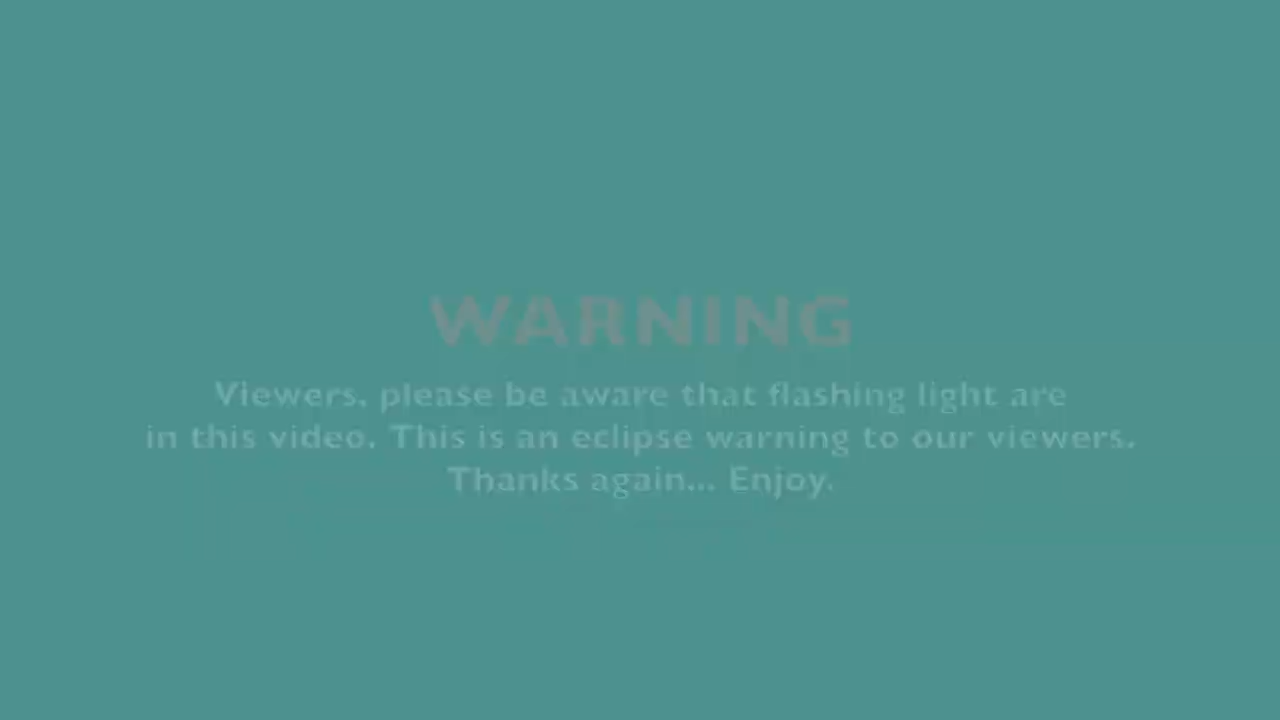 WARNING
Viewers, please be aware that flashing light are
in this video. This is an eclipse warning to our viewers.
Thanks again... Enjoy.